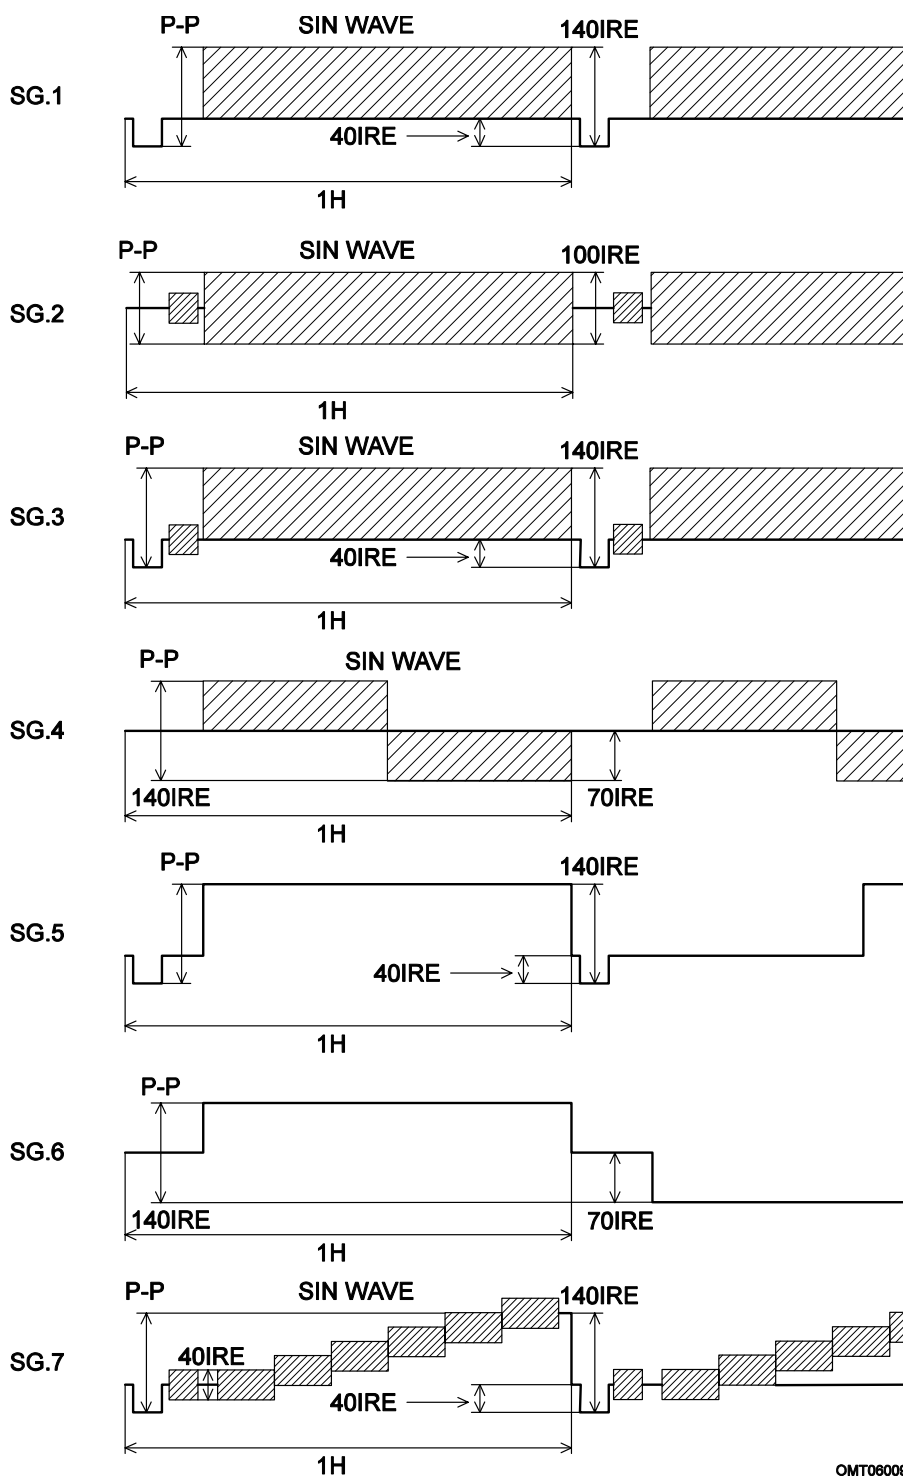 P-P SIN WAVE 140IRE
SG.1
40IRE
1H
P-P SIN WAVE 100IRE
SG.2
1H
P-P SIN WAVE 140IRE
SG.3
40IRE
1H
P-P SIN WAVE
SG.4
140IRE 70IRE
1H
P-P 140IRE
SG.5
40IRE
1H
P-P
SG.6
140IRE 70IRE
1H
P-P SIN WAVE 140IRE
SG.7 40IRE
40IRE
1H